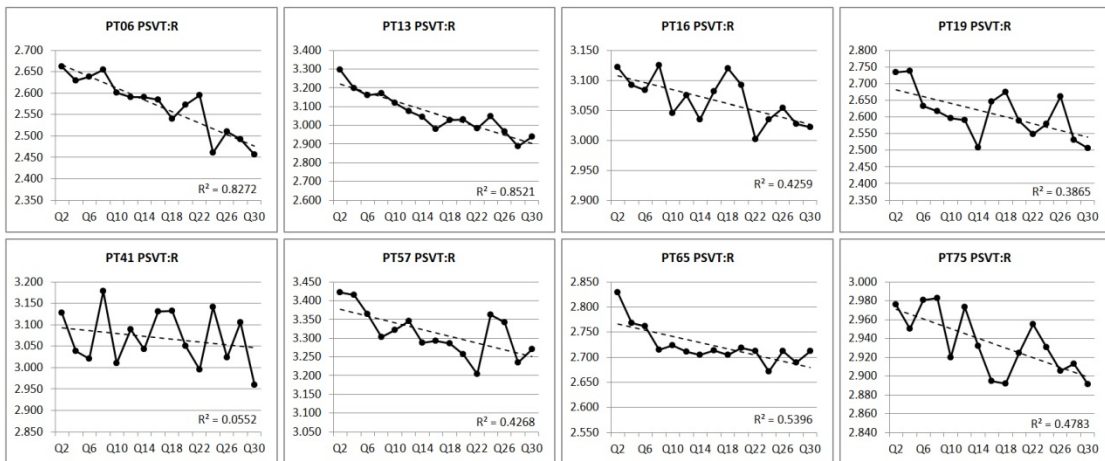 PT06 PSVT:R
2.700
2.650
2.600
2.550
2.500
2.450
2.400
2.350
R² = 0.8272
Q2 Q6 Q10 Q14 Q18 Q22 Q26 Q30
PT13 PSVT:R
3.400
3.300
3.200
3.100
3.000
2.900
2.800
2.700
2.600
R² = 0.8521
Q2 Q6 Q10 Q14 Q18 Q22 Q26 Q30
PT16 PSVT:R
3.150
3.100
3.050
3.000
2.950
2.900
R² = 0.4259
Q2 Q6 Q10 Q14 Q18 Q22 Q26 Q30
PT19 PSVT:R
2.800
2.750
2.700
2.650
2.600
2.550
2.500
2.450
2.400
2.350
R² = 0.3865
Q2 Q6 Q10 Q14 Q18 Q22 Q26 Q30
PT41 PSVT:R
3.200
3.150
3.100
3.050
3.000
2.950
2.900
2.850
R² = 0.0552
Q2 Q6 Q10 Q14 Q18 Q22 Q26 Q30
PT57 PSVT:R
3.450
3.400
3.350
3.300
3.250
3.200
3.150
3.100
3.050
R² = 0.4268
Q2 Q6 Q10 Q14 Q18 Q22 Q26 Q30
PT65 PSVT:R
2.850
2.800
2.750
2.700
2.650
2.600
2.550
R² = 0.5396
Q2 Q6 Q10 Q14 Q18 Q22 Q26 Q30
PT75 PSVT:R
3.000
2.980
2.960
2.940
2.920
2.900
2.880
2.860
2.840
R² = 0.4783
Q2 Q6 Q10 Q14 Q18 Q22 Q26 Q30